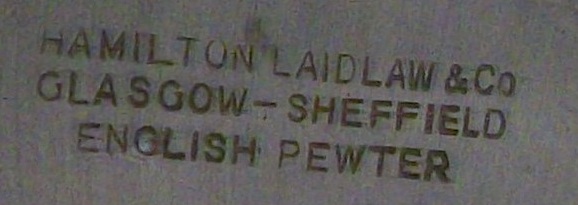 HAMILTON LAIDLAW & Co
GLASGOW - SHEFFIELD
ENGLISH PEWTER